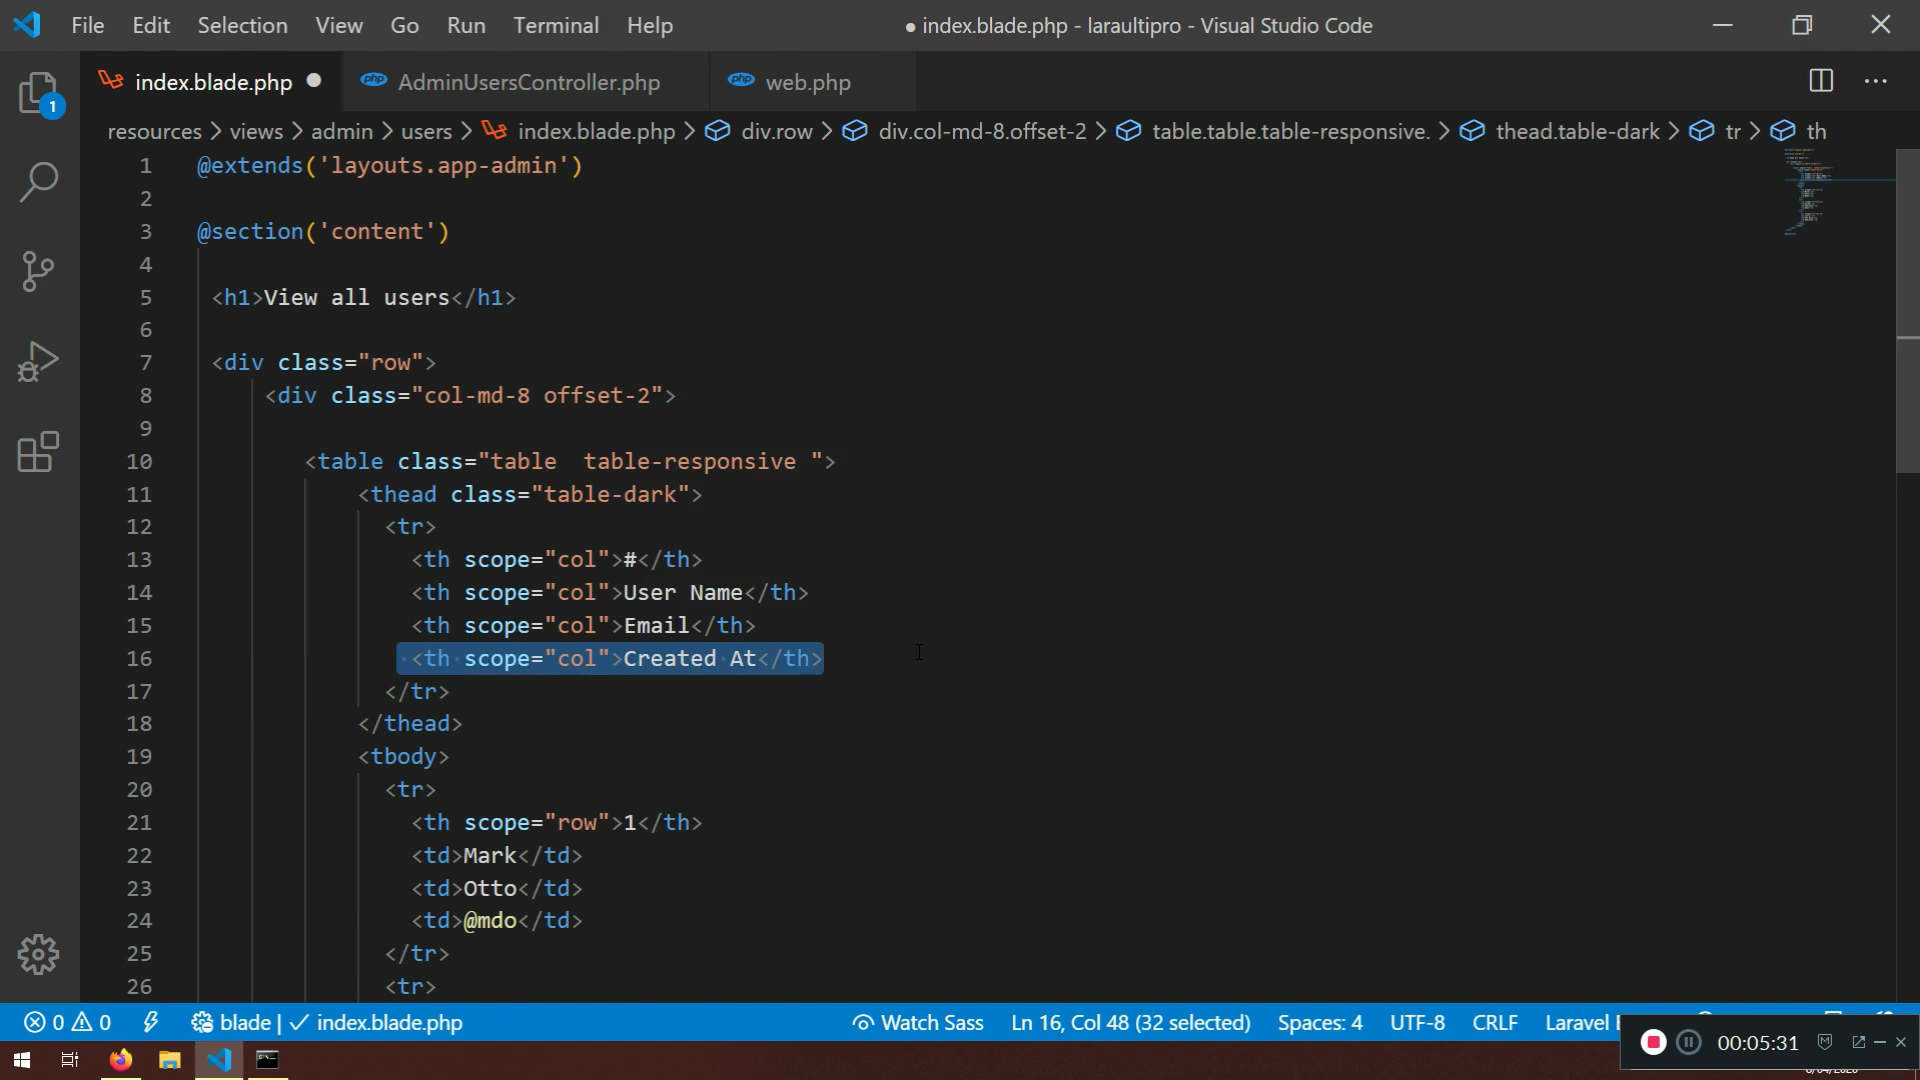 File Edit Selection View Go Run Terminal Help
● index.blade.php - laraultipro - Visual Studio Code
index.blade.php
php AdminUsersController.php
php web.php
resources > views > admin > users > index.blade.php > div.row > div.col-md-8.offset-2 > table.table.table-responsive. > thead.table-dark > tr > th
1
1 @extends('layouts.app-admin')
2
3 @section('content')
4
5 <h1>View all users</h1>
6
7 <div class="row">
8 <div class="col-md-8 offset-2">
9
10 <table class="table  table-responsive ">
11 <thead class="table-dark">
12 <tr>
13 <th scope="col">#</th>
14 <th scope="col">User Name</th>
15 <th scope="col">Email</th>
16 <th scope="col">Created At</th>
17 </tr>
18 </thead>
19 <tbody>
20 <tr>
21 <th scope="row">1</th>
22 <td>Mark</td>
23 <td>Otto</td>
24 <td>@mdo</td>
25 </tr>
26 <tr>
0 0 blade | ✓ index.blade.php Watch Sass Ln 16, Col 48 (32 selected) Spaces: 4 UTF-8 CRLF Laravel
00:05:31